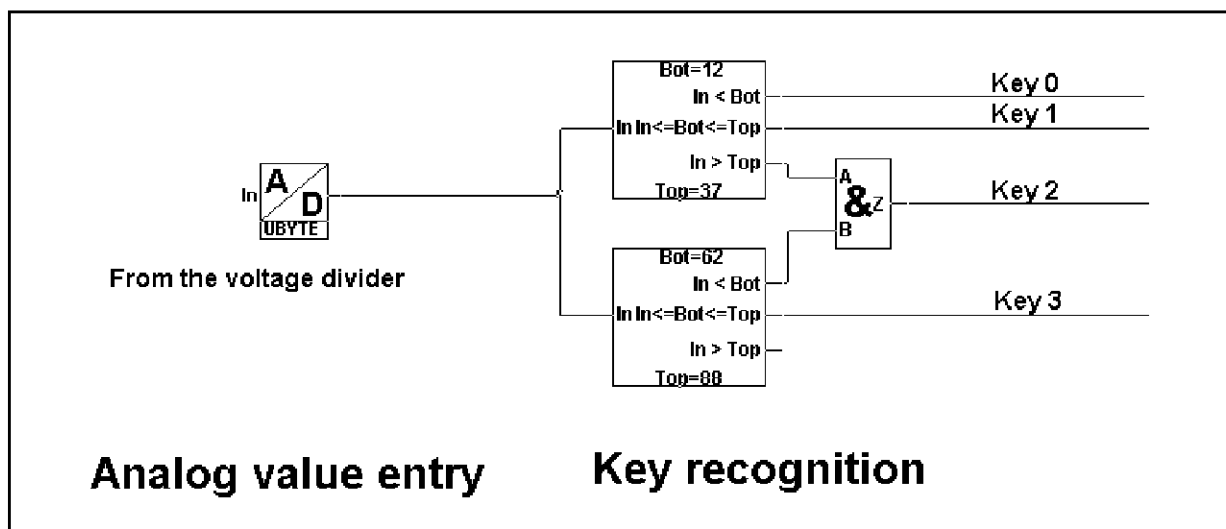 Bot=12
In < Bot
In In<=Bot<=Top
In > Top
Top=37
Key 0
Key 1
In
A
D
UBYTE
From the voltage divider
A
&
Z
B
Key 2
Bot=62
In < Bot
In In<=Bot<=Top
In > Top
Top=88
Key 3
Analog value entry
Key recognition